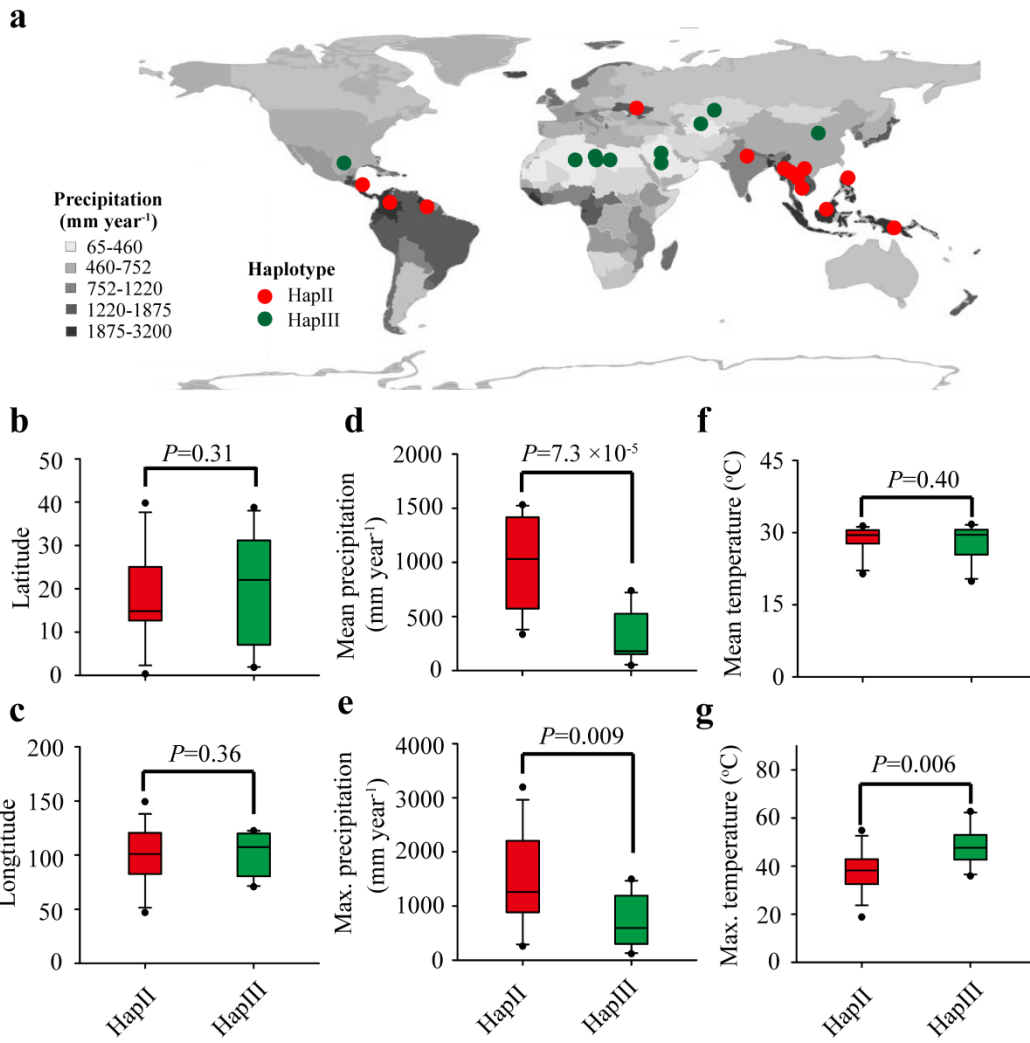 a
Precipitation
(mm year⁻¹)
65-460
460-752
752-1220
1220-1875
1875-3200
Haplotype
HapII
HapIII
b
P=0.31
50
40
30
20
10
0
Latitude
c
P=0.36
200
150
100
50
0
Longtitude
HapII
HapIII
d
P=7.3 ×10⁻⁵
2000
1500
1000
500
0
Mean precipitation
(mm year⁻¹)
e
P=0.009
4000
3000
2000
1000
0
Max. precipitation
(mm year⁻¹)
HapII
HapIII
f
P=0.40
45
30
15
0
Mean temperature (°C)
g
P=0.006
80
60
40
20
0
Max. temperature (°C)
HapII
HapIII